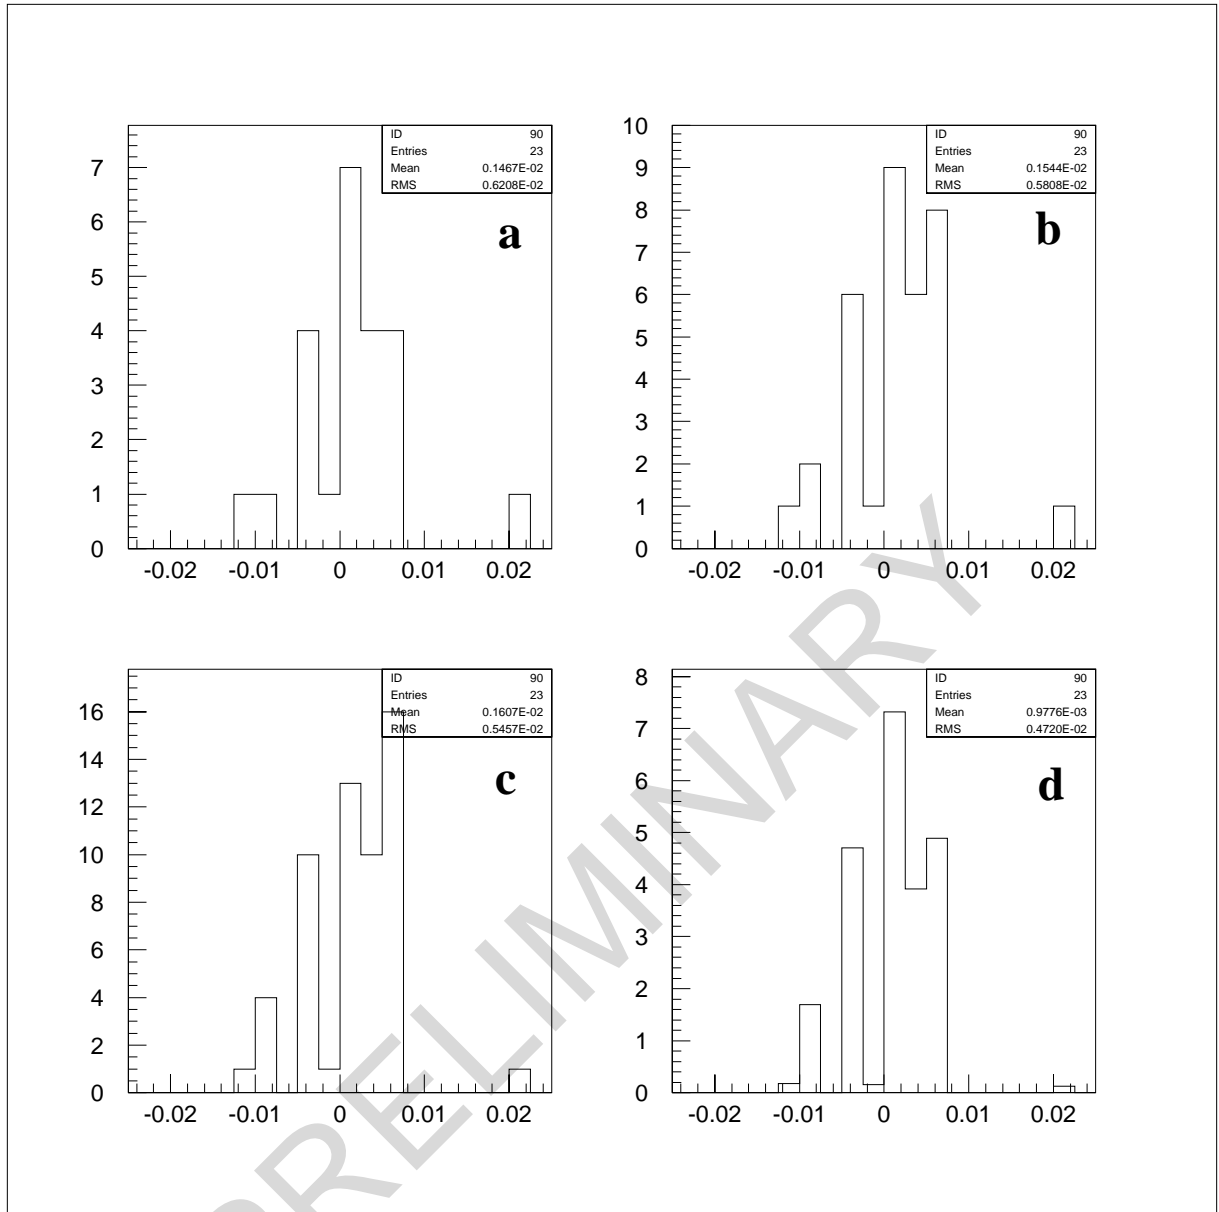 ID 90
Entries 23
Mean 0.1467E-02
RMS 0.6208E-02
a
7
6
5
4
3
2
1
0
-0.02 -0.01 0 0.01 0.02
ID 90
Entries 23
Mean 0.1544E-02
RMS 0.5808E-02
b
10
9
8
7
6
5
4
3
2
1
0
-0.02 -0.01 0 0.01 0.02
ID 90
Entries 23
Mean 0.1607E-02
RMS 0.5457E-02
c
16
14
12
10
8
6
4
2
0
-0.02 -0.01 0 0.01 0.02
ID 90
Entries 23
Mean 0.9776E-03
RMS 0.4720E-02
d
8
7
6
5
4
3
2
1
0
-0.02 -0.01 0 0.01 0.02
PRELIMINARY